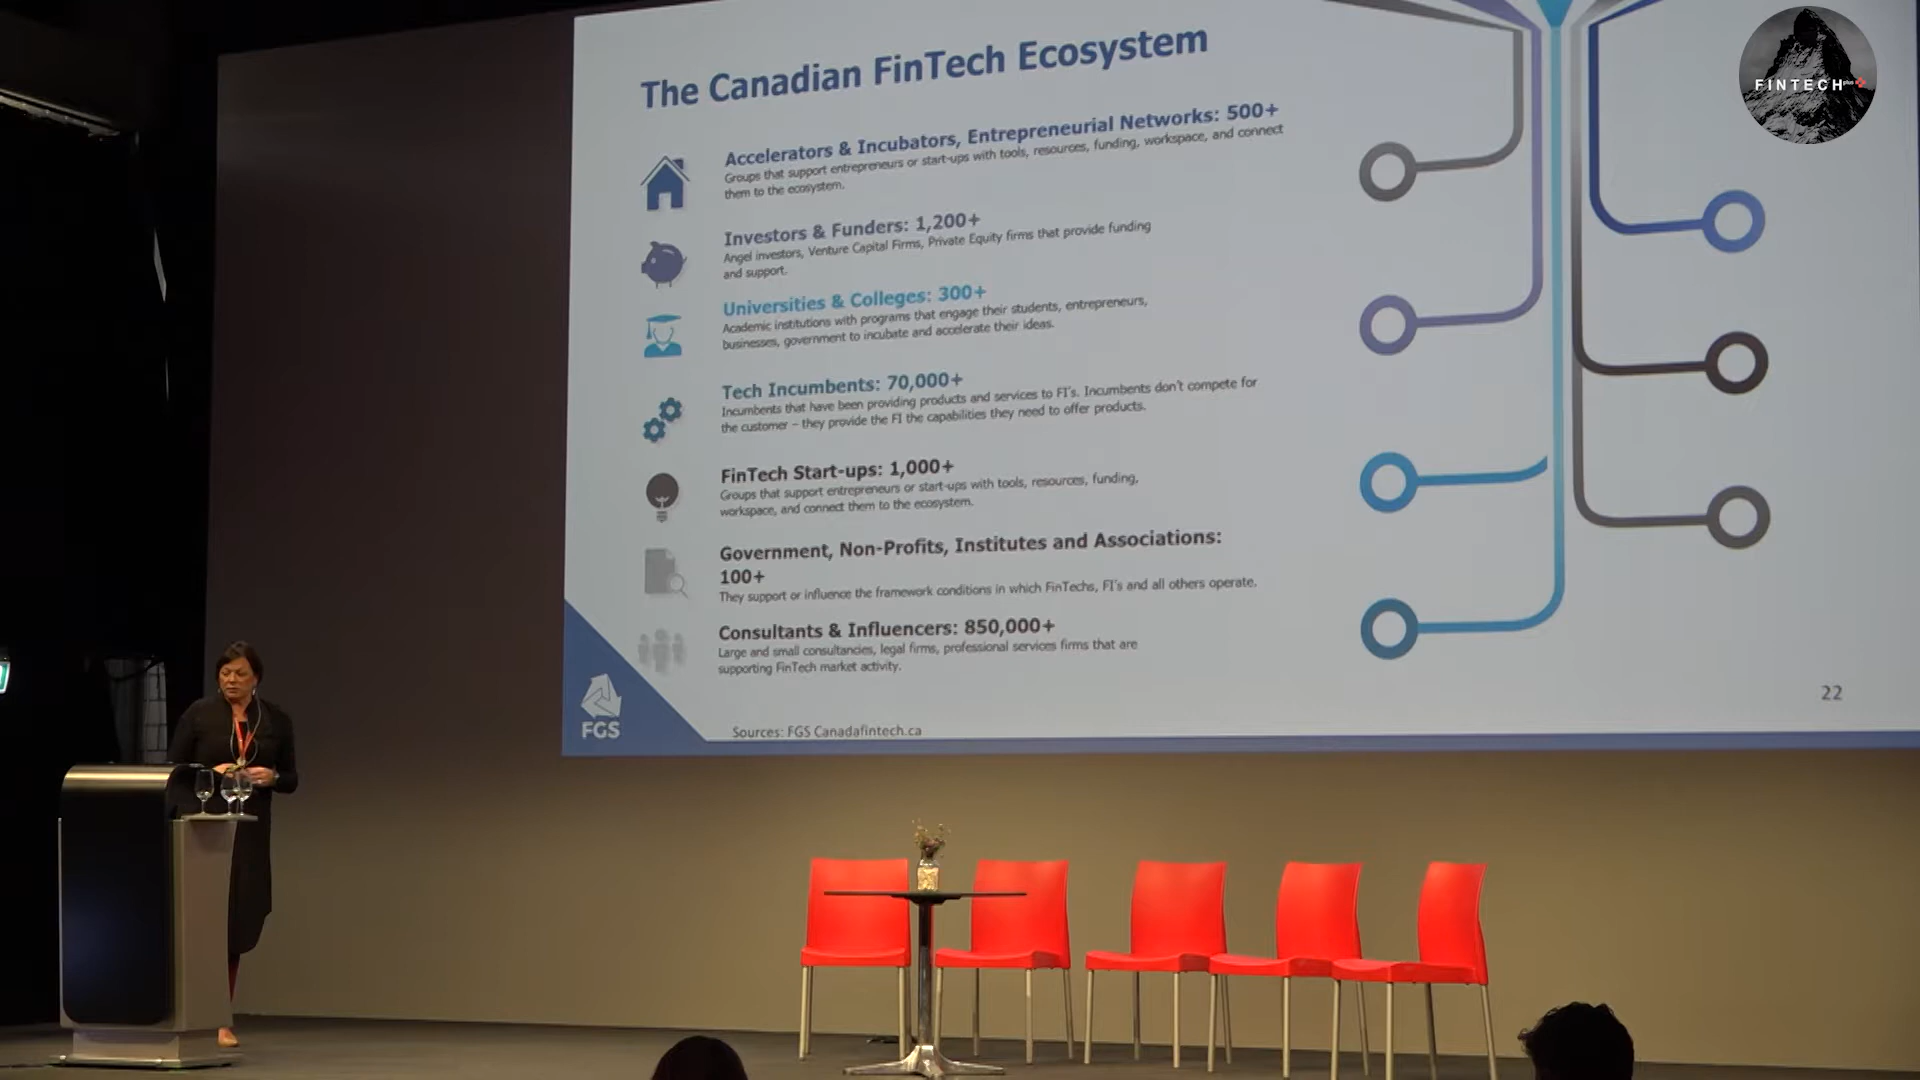 The Canadian FinTech Ecosystem
Accelerators & Incubators, Entrepreneurial Networks: 500+
Groups that support entrepreneurs or start-ups with tools, resources, funding, workspace, and connect
them to the ecosystem.
Investors & Funders: 1,200+
Angel investors, Venture Capital Firms, Private Equity firms that provide funding
and support.
Universities & Colleges: 300+
Academic institutions with programs that engage their students, entrepreneurs,
businesses, government to incubate and accelerate their ideas.
Tech Incumbents: 70,000+
Incumbents that have been providing products and services to FI's. Incumbents don't compete for
the customer – they provide the FI the capabilities they need to offer products.
FinTech Start-ups: 1,000+
Groups that support entrepreneurs or start-ups with tools, resources, funding,
workspace, and connect them to the ecosystem.
Government, Non-Profits, Institutes and Associations:
100+
They support or influence the framework conditions in which FinTechs, FI's and all others operate.
Consultants & Influencers: 850,000+
Large and small consultancies, legal firms, professional services firms that are
supporting FinTech market activity.
FGS
Sources: FGS Canadafintech.ca
22
FINTECH plus